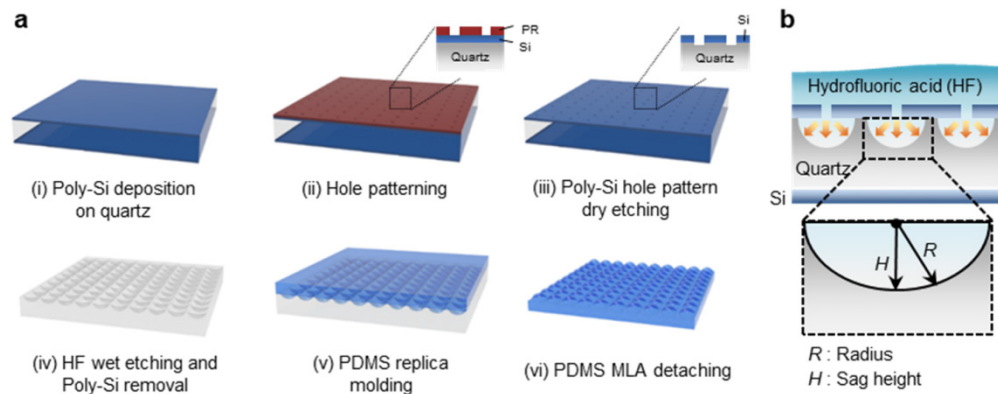 a
PR
Si
Quartz
Si
Quartz
(i) Poly-Si deposition
on quartz
(ii) Hole patterning
(iii) Poly-Si hole pattern
dry etching
(iv) HF wet etching and
Poly-Si removal
(v) PDMS replica
molding
(vi) PDMS MLA detaching
b
Hydrofluoric acid (HF)
Quartz
Si
H
R
R : Radius
H : Sag height